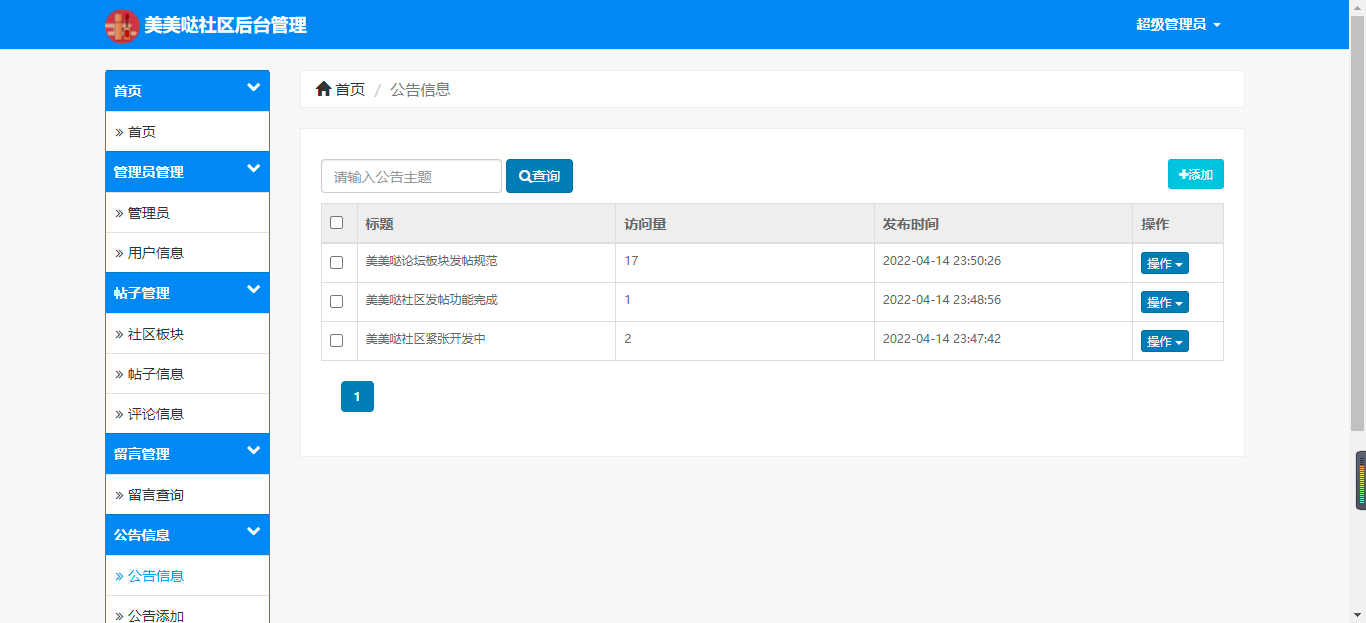 美美哒社区后台管理
超级管理员
首页
» 首页
管理员管理
» 管理员
» 用户信息
帖子管理
» 社区板块
» 帖子信息
» 评论信息
留言管理
» 留言查询
公告信息
» 公告信息
» 公告添加
首页 / 公告信息
请输入公告主题 查询 添加
标题 访问量 发布时间 操作
美美哒论坛板块发帖规范 17 2022-04-14 23:50:26 操作
美美哒社区发帖功能完成 1 2022-04-14 23:48:56 操作
美美哒社区紧张开发中 2 2022-04-14 23:47:42 操作
1